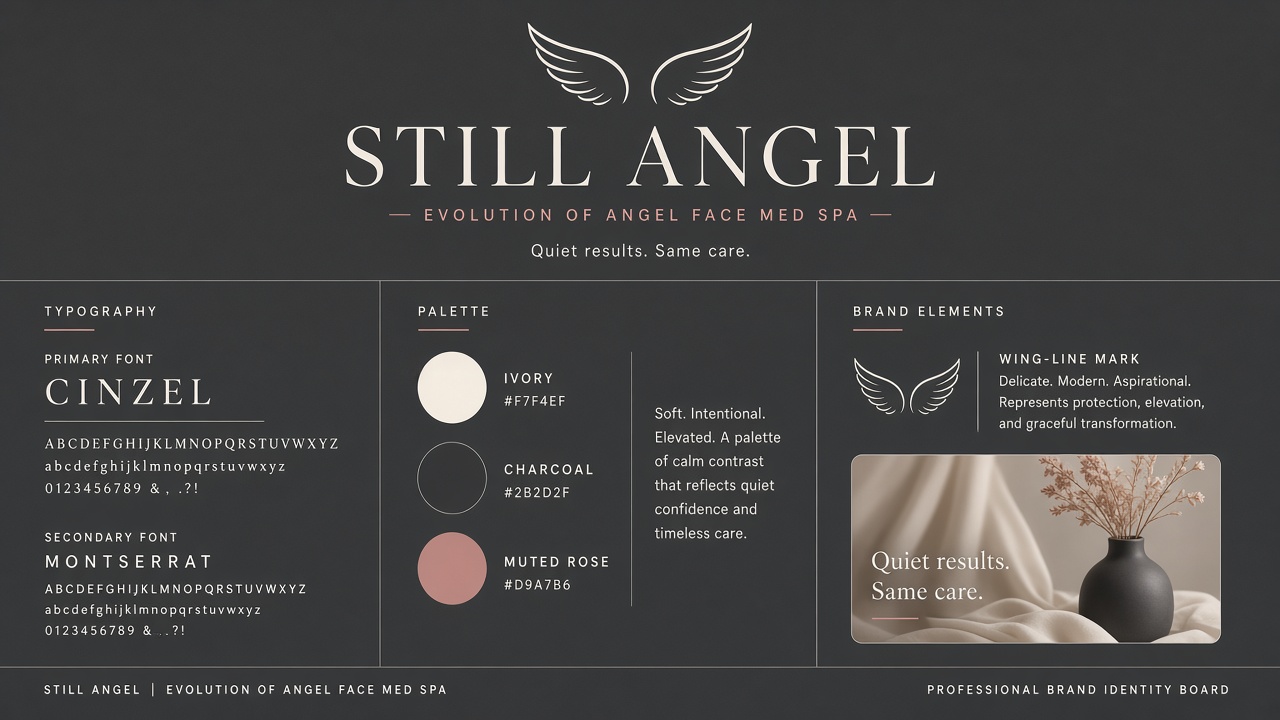 STILL ANGEL
— EVOLUTION OF ANGEL FACE MED SPA —
Quiet results. Same care.
TYPOGRAPHY
PRIMARY FONT
CINZEL
ABCDEFGHIJKLMNOPQRSTUVWXYZ
abcdefghijklmnopqrstuvwxyz
0123456789 & , .?!
SECONDARY FONT
MONTSERRAT
ABCDEFGHIJKLMNOPQRSTUVWXYZ
abcdefghijklmnopqrstuvwxyz
0123456789 & ..?!
PALETTE
IVORY
#F7F4EF
CHARCOAL
#2B2D2F
MUTED ROSE
#D9A7B6
Soft. Intentional.
Elevated. A palette
of calm contrast
that reflects quiet
confidence and
timeless care.
BRAND ELEMENTS
WING-LINE MARK
Delicate. Modern. Aspirational.
Represents protection, elevation,
and graceful transformation.
Quiet results.
Same care.
STILL ANGEL | EVOLUTION OF ANGEL FACE MED SPA
PROFESSIONAL BRAND IDENTITY BOARD